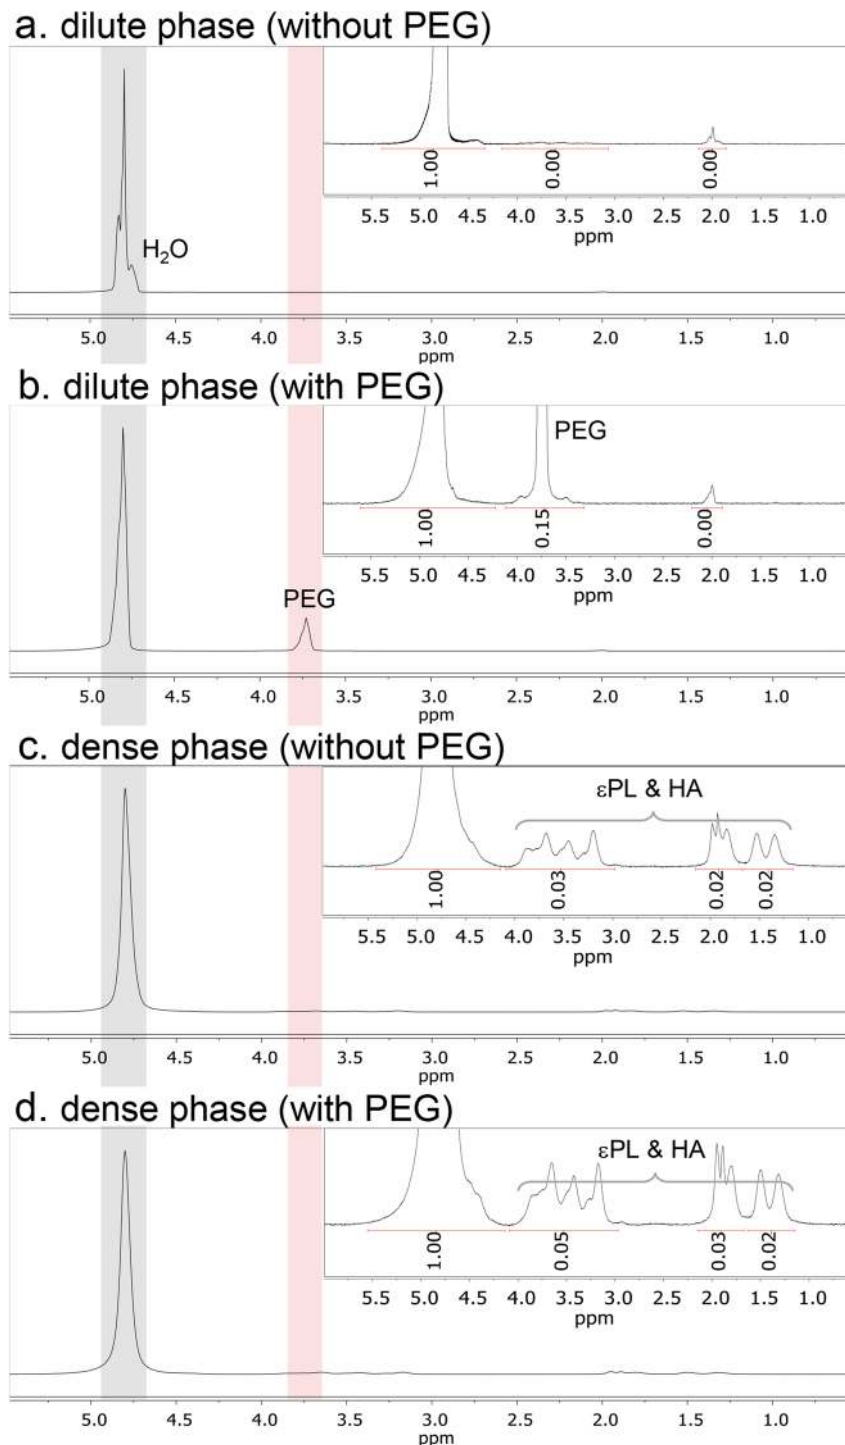 a. dilute phase (without PEG)
1.00
0.00
0.00
5.5 5.0 4.5 4.0 3.5 3.0 2.5 2.0 1.5 1.0
ppm
H₂O
5.0 4.5 4.0 3.5 3.0 2.5 2.0 1.5 1.0
ppm
b. dilute phase (with PEG)
PEG
1.00
0.15
0.00
5.5 5.0 4.5 4.0 3.5 3.0 2.5 2.0 1.5 1.0
ppm
PEG
5.0 4.5 4.0 3.5 3.0 2.5 2.0 1.5 1.0
ppm
c. dense phase (without PEG)
εPL & HA
1.00
0.03
0.02
0.02
5.5 5.0 4.5 4.0 3.5 3.0 2.5 2.0 1.5 1.0
ppm
5.0 4.5 4.0 3.5 3.0 2.5 2.0 1.5 1.0
ppm
d. dense phase (with PEG)
εPL & HA
1.00
0.05
0.03
0.02
5.5 5.0 4.5 4.0 3.5 3.0 2.5 2.0 1.5 1.0
ppm
5.0 4.5 4.0 3.5 3.0 2.5 2.0 1.5 1.0
ppm